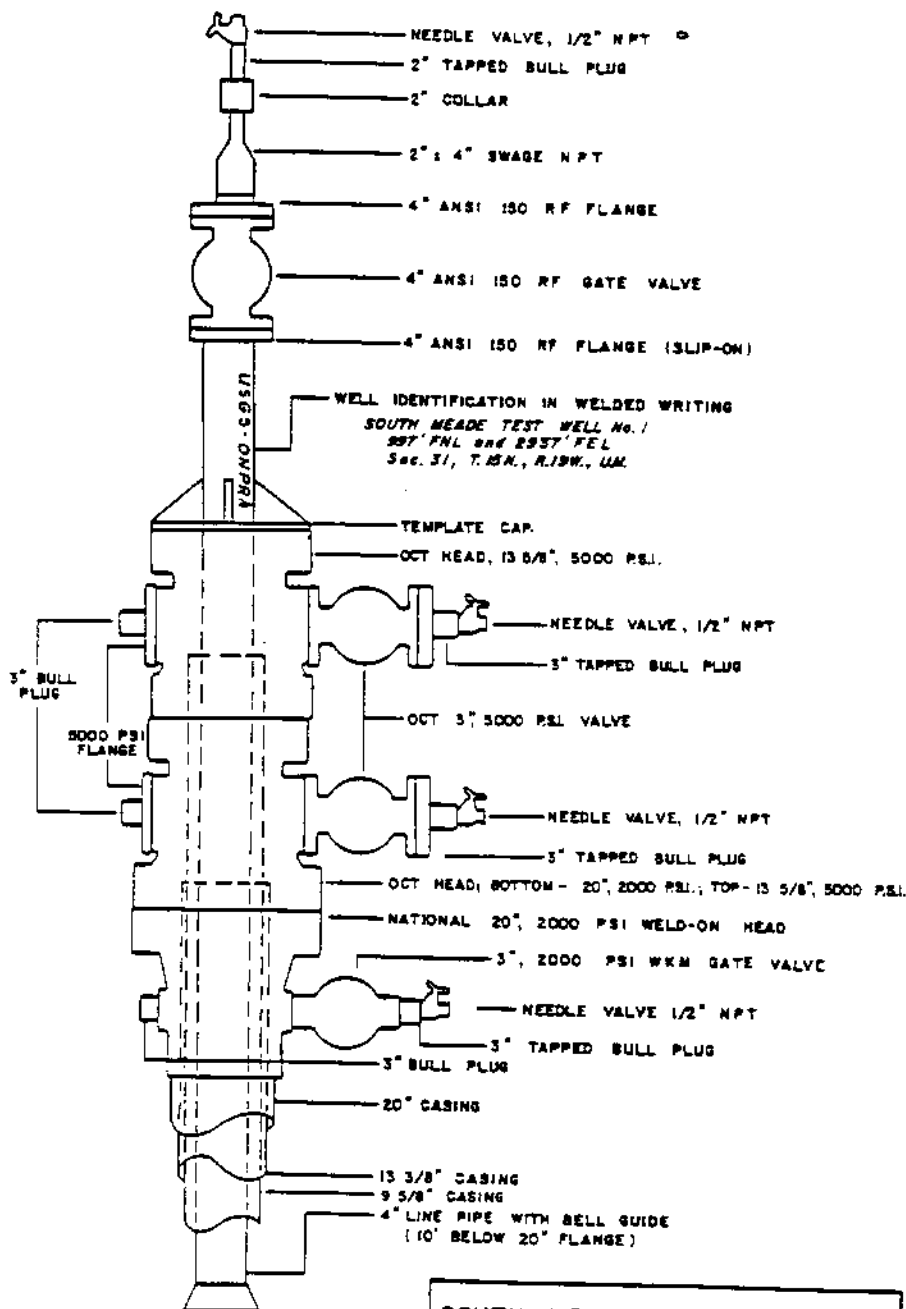 NEEDLE VALVE, 1/2" NPT
2" TAPPED BULL PLUG
2" COLLAR
2" x 4" SWAGE NPT
4" ANSI 150 RF FLANGE
4" ANSI 150 RF GATE VALVE
4" ANSI 150 RF FLANGE (SLIP-ON)
USGS-ONPRA
WELL IDENTIFICATION IN WELDED WRITING
SOUTH MEADE TEST WELL No. 1
997' FNL and 2937' FEL
Sec. 31, T.15N., R.19W., U.M.
TEMPLATE CAP.
OCT HEAD, 13 5/8", 5000 P.S.I.
NEEDLE VALVE, 1/2" NPT
3" TAPPED BULL PLUG
3" BULL
PLUG
5000 PSI
FLANGE
OCT 3", 5000 P.S.I. VALVE
NEEDLE VALVE, 1/2" NPT
3" TAPPED BULL PLUG
OCT HEAD; BOTTOM - 20", 2000 P.S.I.; TOP - 13 5/8", 5000 P.S.I.
NATIONAL 20", 2000 PSI WELD-ON HEAD
3", 2000 PSI WKM GATE VALVE
NEEDLE VALVE 1/2" NPT
3" TAPPED BULL PLUG
3" BULL PLUG
20" CASING
13 3/8" CASING
9 5/8" CASING
4" LINE PIPE WITH BELL GUIDE
(10' BELOW 20" FLANGE)